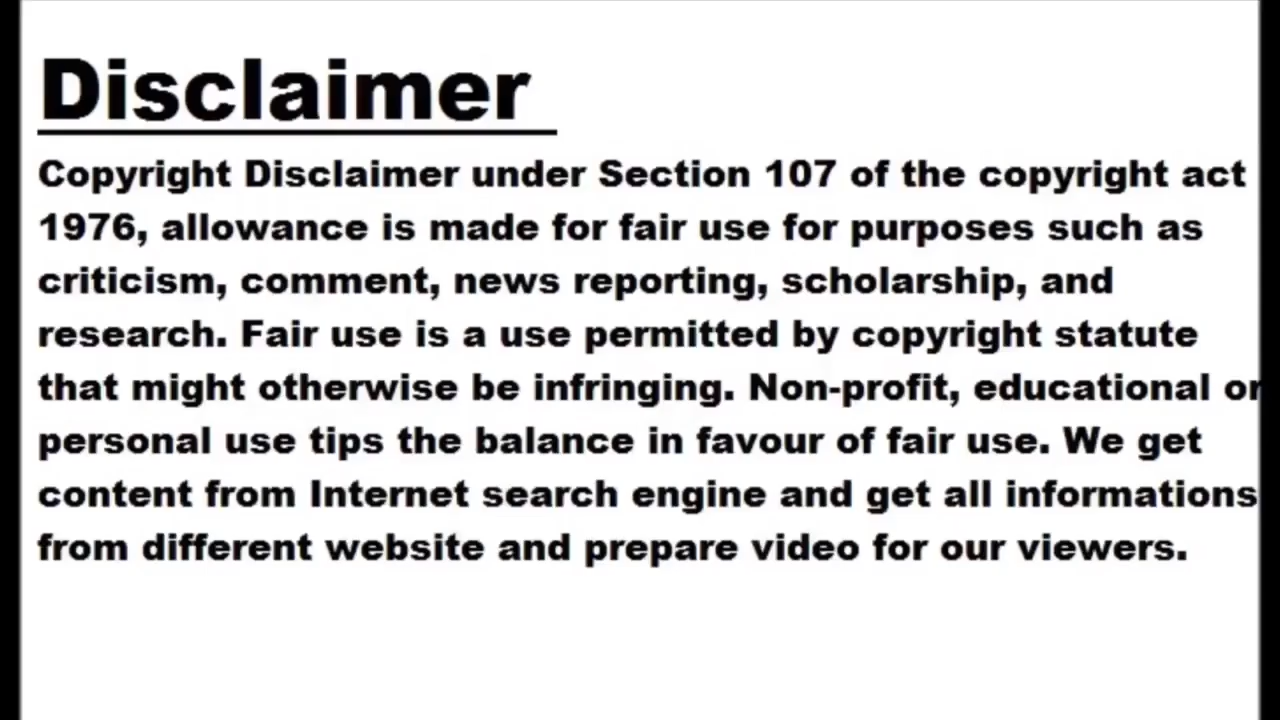 Disclaimer
Copyright Disclaimer under Section 107 of the copyright act
1976, allowance is made for fair use for purposes such as
criticism, comment, news reporting, scholarship, and
research. Fair use is a use permitted by copyright statute
that might otherwise be infringing. Non-profit, educational or
personal use tips the balance in favour of fair use. We get
content from Internet search engine and get all informations
from different website and prepare video for our viewers.